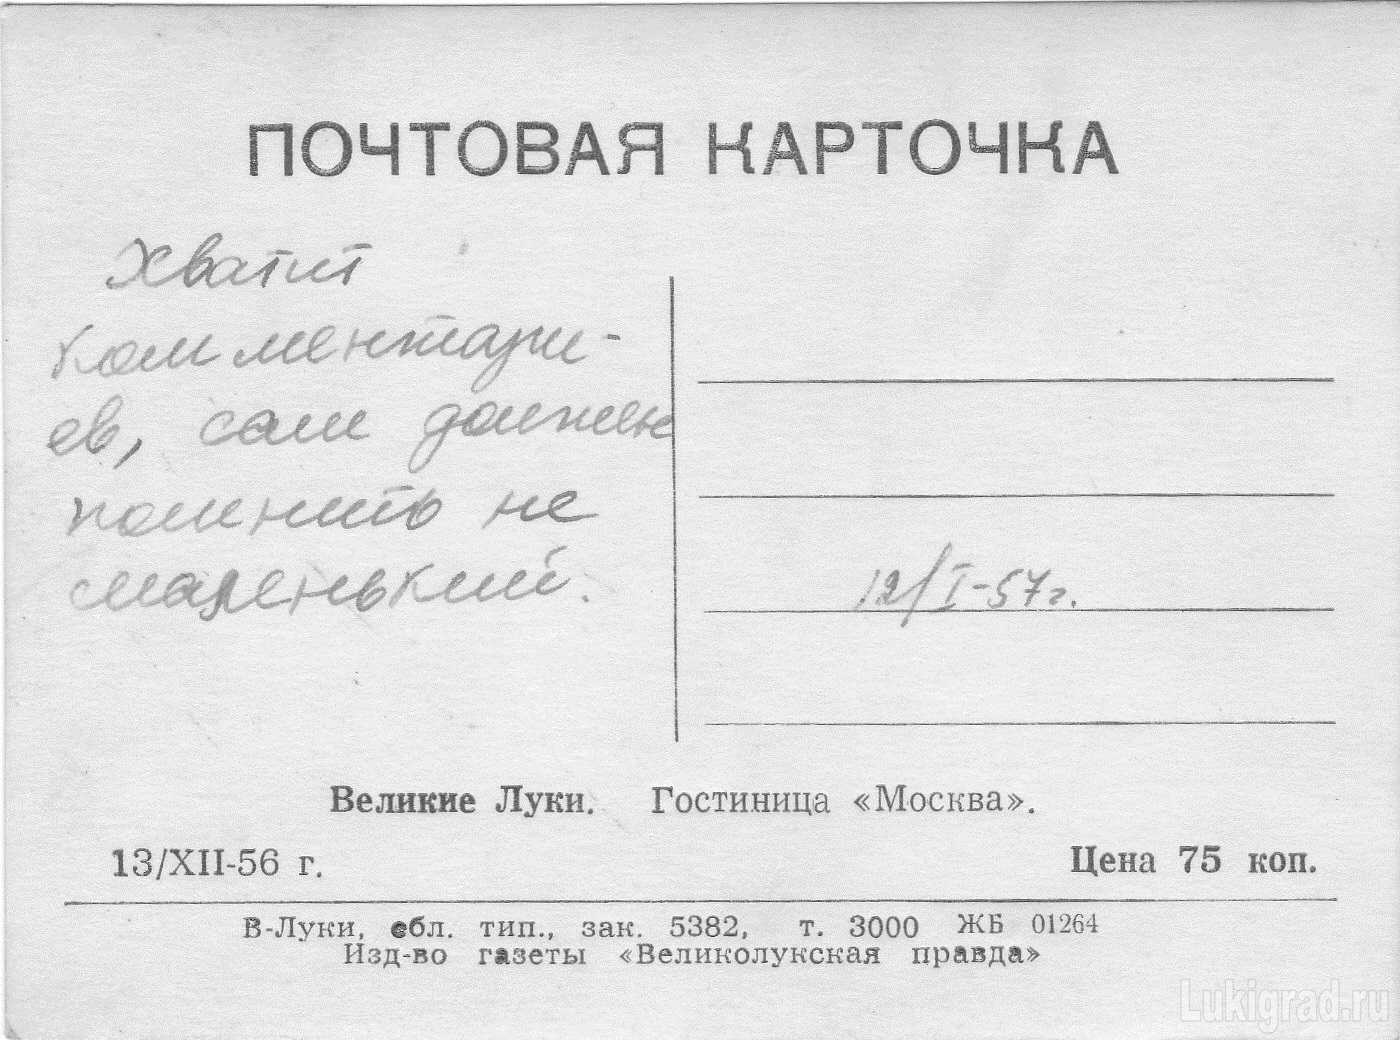 ПОЧТОВАЯ КАРТОЧКА
Хватит
комментари-
ев, сам должен
помнить не
маленький.
12/I-57г.
Великие Луки. Гостиница «Москва».
13/XII-56 г.
Цена 75 коп.
В-Луки, обл. тип., зак. 5382, т. 3000 ЖБ 01264
Изд-во газеты «Великолукская правда»
Lukigrad.ru